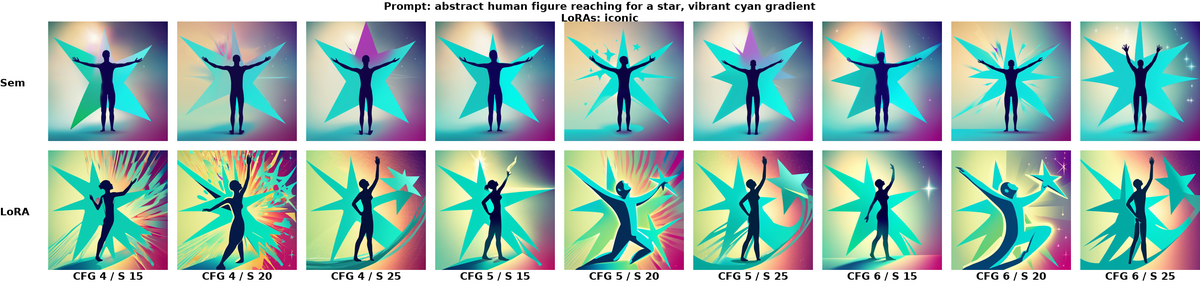 Prompt: abstract human figure reaching for a star, vibrant cyan gradient
LoRAs: iconic
Sem
LoRA
CFG 4 / S 15
CFG 4 / S 20
CFG 4 / S 25
CFG 5 / S 15
CFG 5 / S 20
CFG 5 / S 25
CFG 6 / S 15
CFG 6 / S 20
CFG 6 / S 25